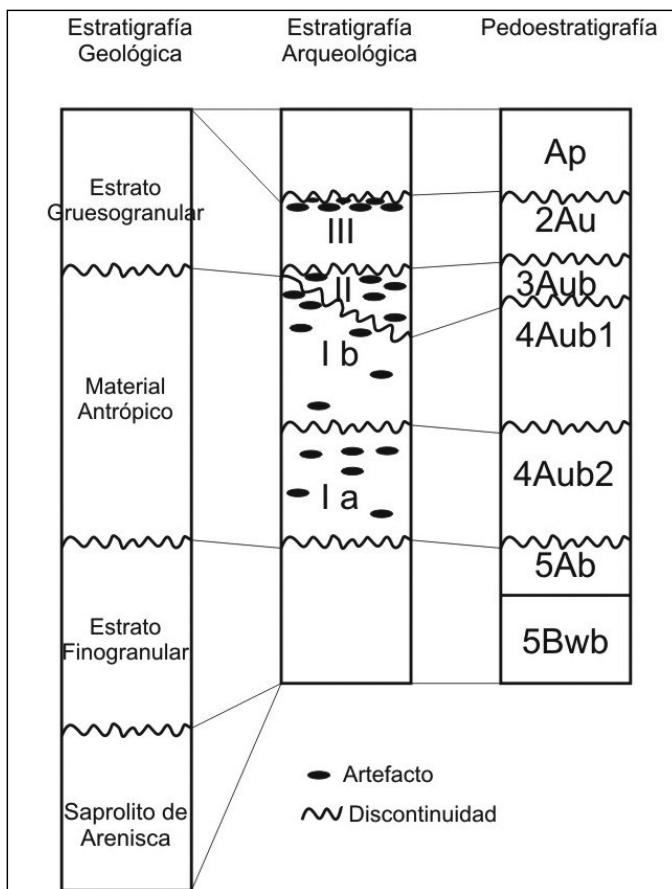 Estratigrafía
Geológica
Estratigrafía
Arqueológica
Pedoestratigrafía
Estrato
Gruesogranular
Material
Antrópico
Estrato
Finogranular
Saprolito de
Arenisca
III
II
I b
I a
Ap
2Au
3Aub
4Aub1
4Aub2
5Ab
5Bwb
Artefacto
Discontinuidad